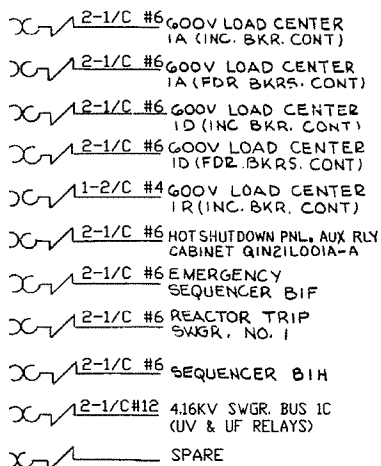 2-1/C #6 600V LOAD CENTER
1A (INC. BKR. CONT)
2-1/C #6 600V LOAD CENTER
1A (FDR BKRS. CONT)
2-1/C #6 600V LOAD CENTER
1D (INC BKR. CONT)
2-1/C #6 600V LOAD CENTER
1D (FDR BKRS. CONT)
1-2/C #4 600V LOAD CENTER
1R (INC. BKR. CONT)
2-1/C #6 HOT SHUTDOWN PNL. AUX RLY
CABINET Q1N21L001A-A
2-1/C #6 EMERGENCY
SEQUENCER B1F
2-1/C #6 REACTOR TRIP
SWGR. NO. 1
2-1/C #6 SEQUENCER B1H
2-1/C#12 4.16KV SWGR. BUS 1C
(UV & UF RELAYS)
SPARE